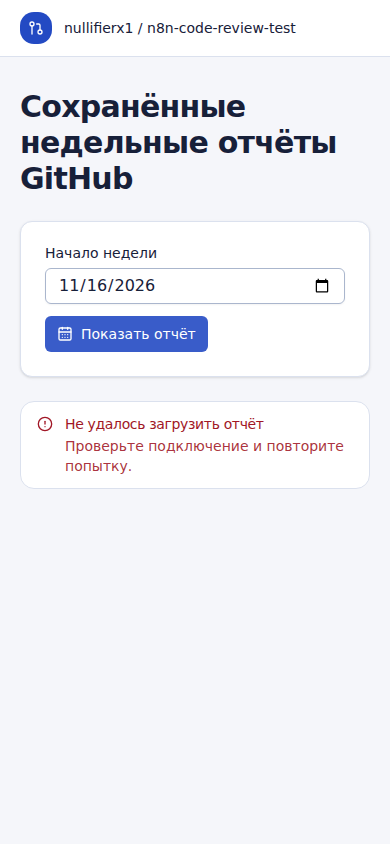 nullifierx1 / n8n-code-review-test
Сохранённые
недельные отчёты
GitHub
Начало недели
11/16/2026
Показать отчёт
Не удалось загрузить отчёт
Проверьте подключение и повторите
попытку.